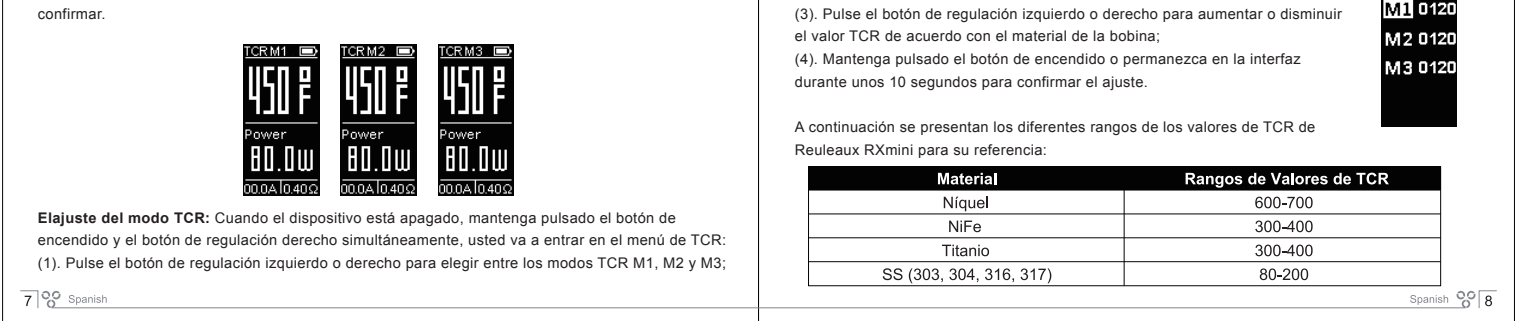 confirmar.
TCR M1
450 °F
Power
80.0W
00.0A 0.40Ω
TCR M2
450 °F
Power
80.0W
00.0A 0.40Ω
TCR M3
450 °F
Power
80.0W
00.0A 0.40Ω
Elajuste del modo TCR: Cuando el dispositivo está apagado, mantenga pulsado el botón de
encendido y el botón de regulación derecho simultáneamente, usted va a entrar en el menú de TCR:
(1). Pulse el botón de regulación izquierdo o derecho para elegir entre los modos TCR M1, M2 y M3;
7 Spanish
(3). Pulse el botón de regulación izquierdo o derecho para aumentar o disminuir
el valor TCR de acuerdo con el material de la bobina;
(4). Mantenga pulsado el botón de encendido o permanezca en la interfaz
durante unos 10 segundos para confirmar el ajuste.
M1 0120
M2 0120
M3 0120
A continuación se presentan los diferentes rangos de los valores de TCR de
Reuleaux RXmini para su referencia:
Material Rangos de Valores de TCR
Níquel 600-700
NiFe 300-400
Titanio 300-400
SS (303, 304, 316, 317) 80-200
Spanish 8